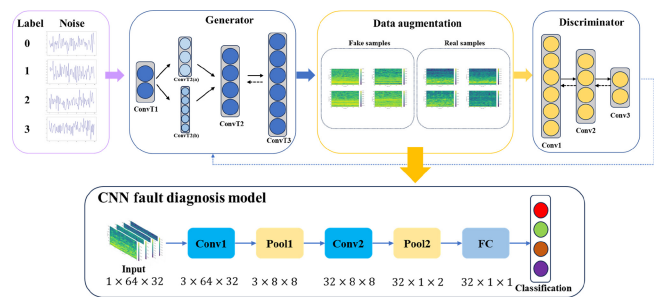 Label Noise
0
1
2
3
Generator
ConvT1
ConvT2(a)
ConvT2(b)
ConvT2
ConvT3
Data augmentation
Fake samples
Real samples
Discriminator
Conv1
Conv2
Conv3
CNN fault diagnosis model
Input
Conv1
Pool1
Conv2
Pool2
FC
Classification
1 × 64 × 32
3 × 64 × 32
3 × 8 × 8
32 × 8 × 8
32 × 1 × 2
32 × 1 × 1